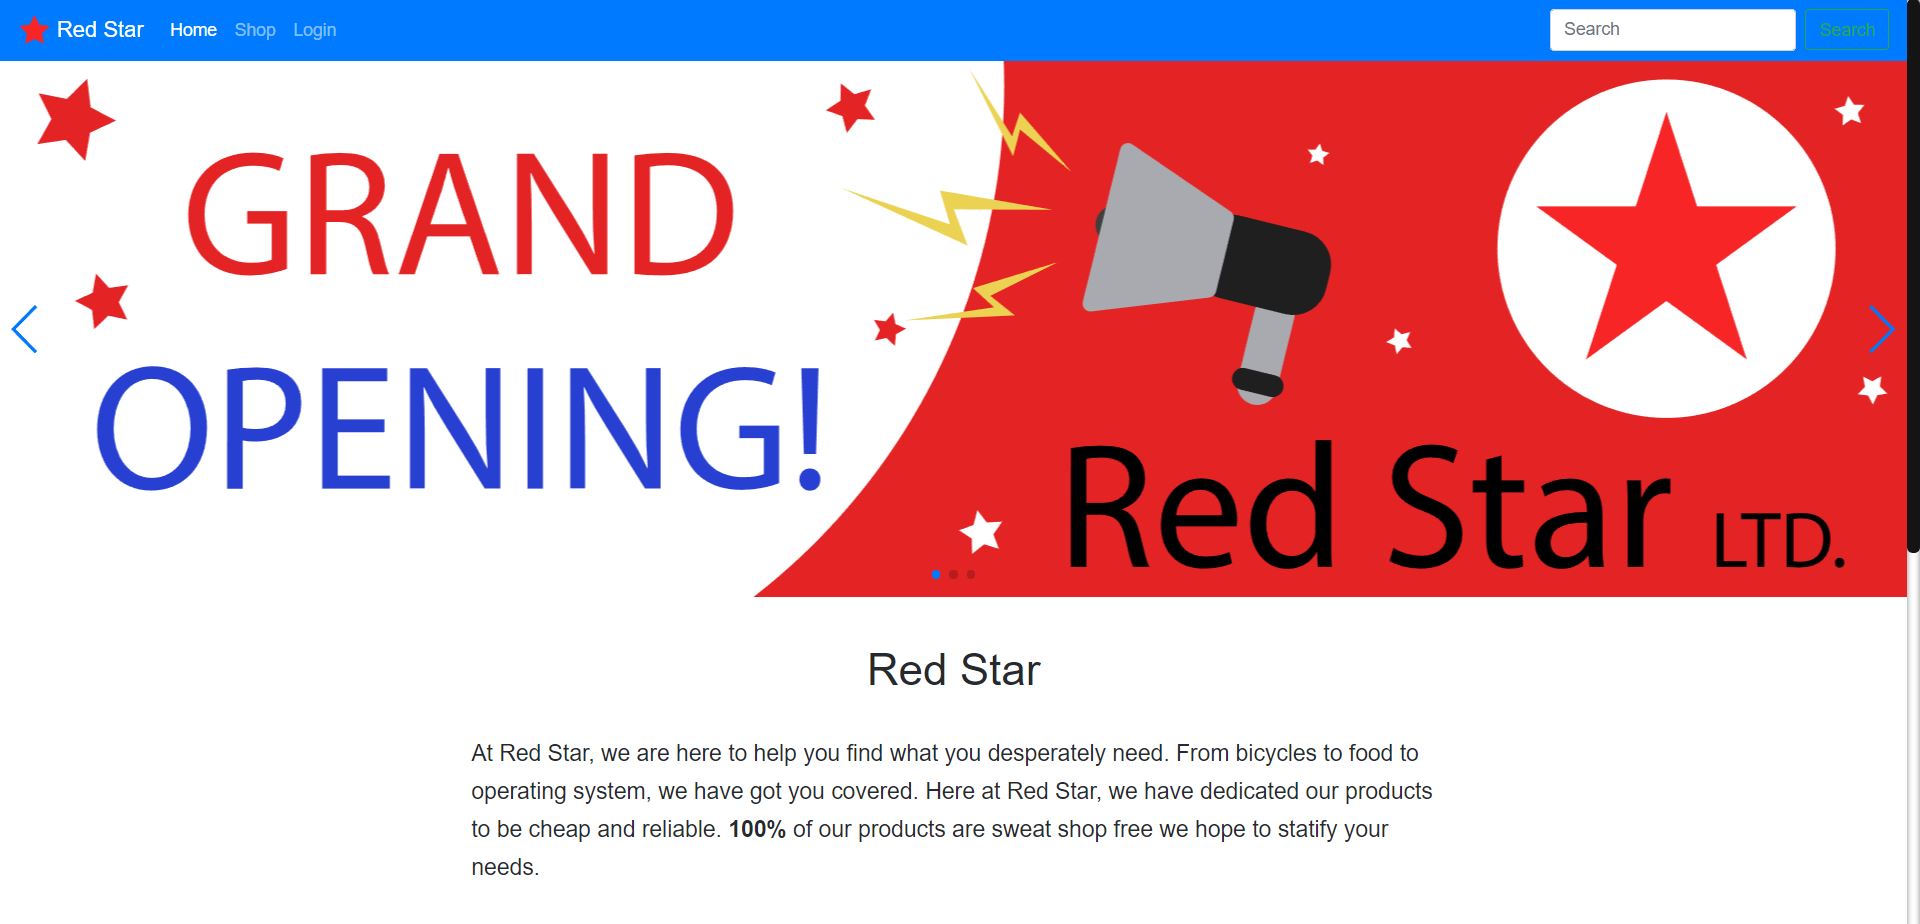 Red Star Home Shop Login Search Search
GRAND
OPENING!
Red Star LTD.
Red Star
At Red Star, we are here to help you find what you desperately need. From bicycles to food to
operating system, we have got you covered. Here at Red Star, we have dedicated our products
to be cheap and reliable. 100% of our products are sweat shop free we hope to statify your
needs.